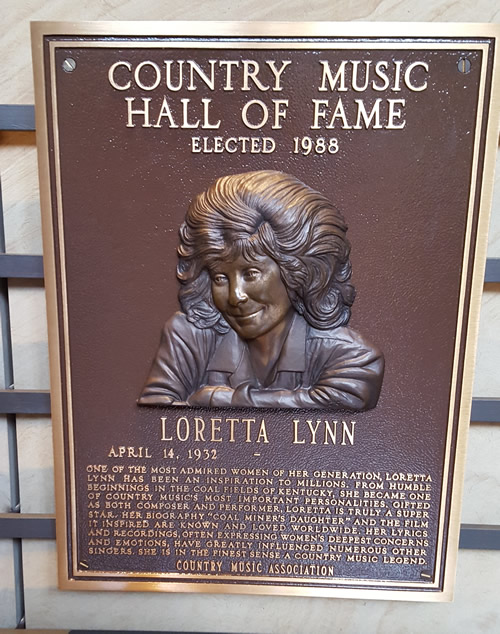 COUNTRY MUSIC
HALL OF FAME
ELECTED 1988
LORETTA LYNN
APRIL 14, 1932 –
ONE OF THE MOST ADMIRED WOMEN OF HER GENERATION, LORETTA
LYNN HAS BEEN AN INSPIRATION TO MILLIONS. FROM HUMBLE
BEGINNINGS IN THE COAL FIELDS OF KENTUCKY, SHE BECAME ONE
OF COUNTRY MUSIC'S MOST IMPORTANT PERSONALITIES. GIFTED
AS BOTH COMPOSER AND PERFORMER, LORETTA IS TRULY A SUPER
STAR. HER BIOGRAPHY "COAL MINER'S DAUGHTER" AND THE FILM
IT INSPIRED ARE KNOWN AND LOVED WORLDWIDE. HER LYRICS
AND RECORDINGS, OFTEN EXPRESSING WOMEN'S DEEPEST CONCERNS
AND EMOTIONS, HAVE GREATLY INFLUENCED NUMEROUS OTHER
SINGERS. SHE IS IN THE FINEST SENSE A COUNTRY MUSIC LEGEND.
COUNTRY MUSIC ASSOCIATION